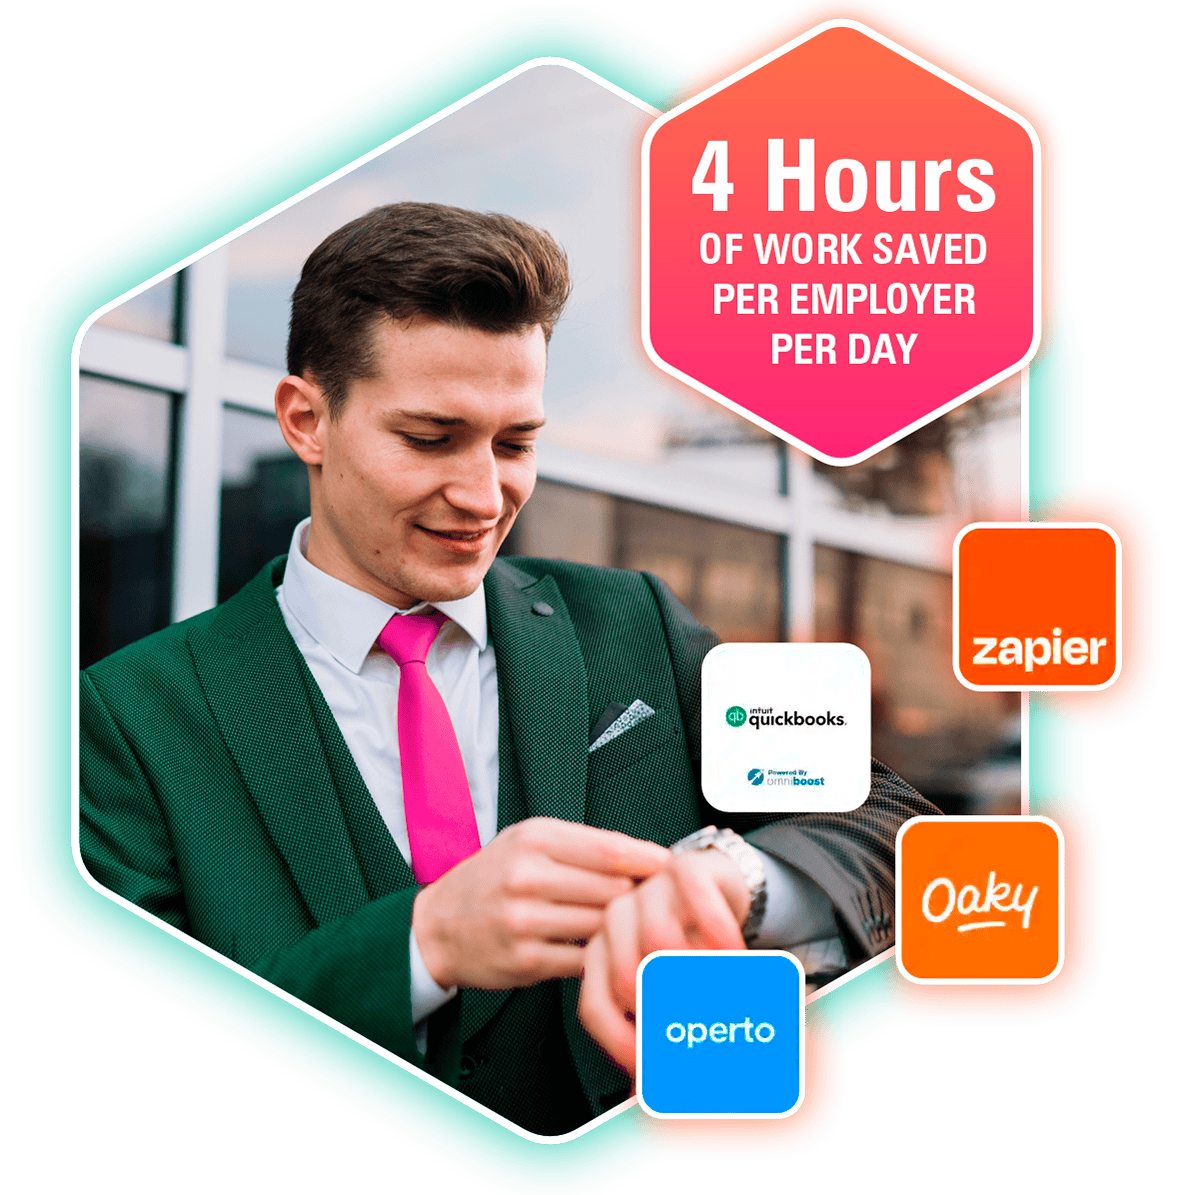 4 Hours
OF WORK SAVED
PER EMPLOYER
PER DAY
zapier
intuit
quickbooks.
Powered By
omniboost
Oaky
operto